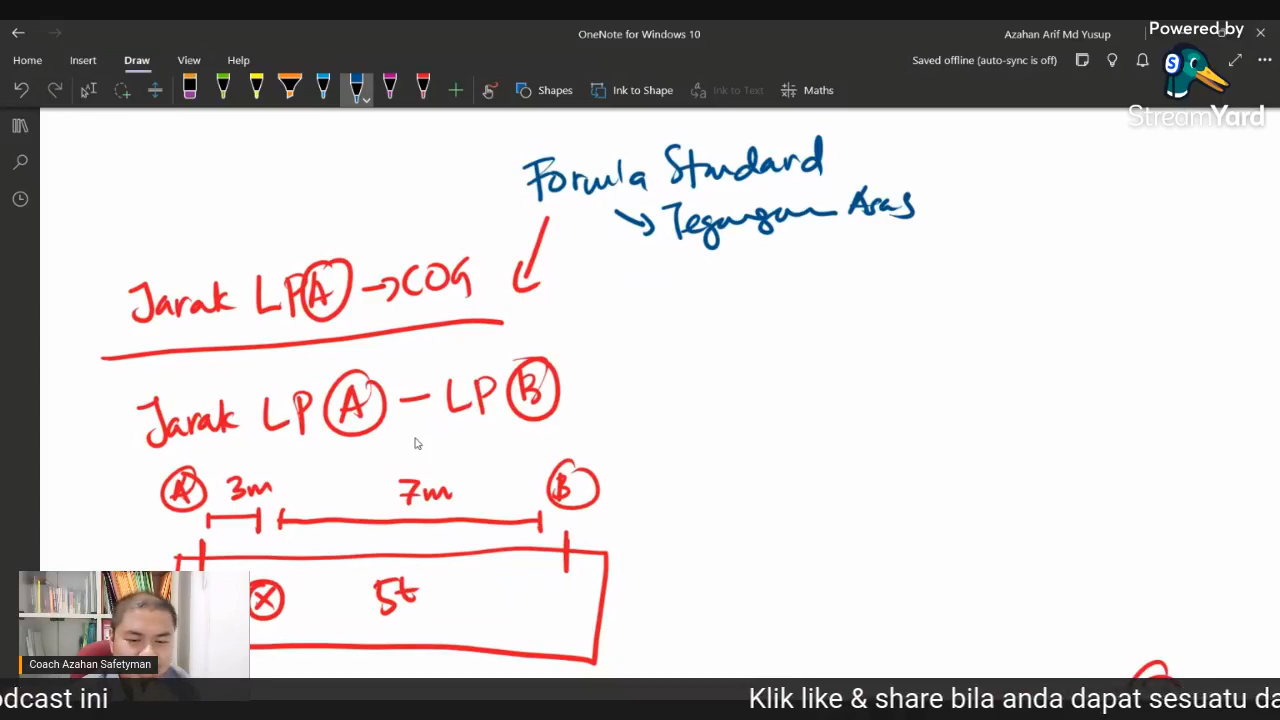 OneNote for Windows 10
Azahan Arif Md Yusup
Powered by
StreamYard
Home Insert Draw View Help
Saved offline (auto-sync is off)
Shapes Ink to Shape Ink to Text Maths
Formula Standard
Tegangan Aras
Jarak LPA → COG
Jarak LP A - LP B
A 3m 7m B
X 5t
Coach Azahan Safetyman
odcast ini Klik like & share bila anda dapat sesuatu da